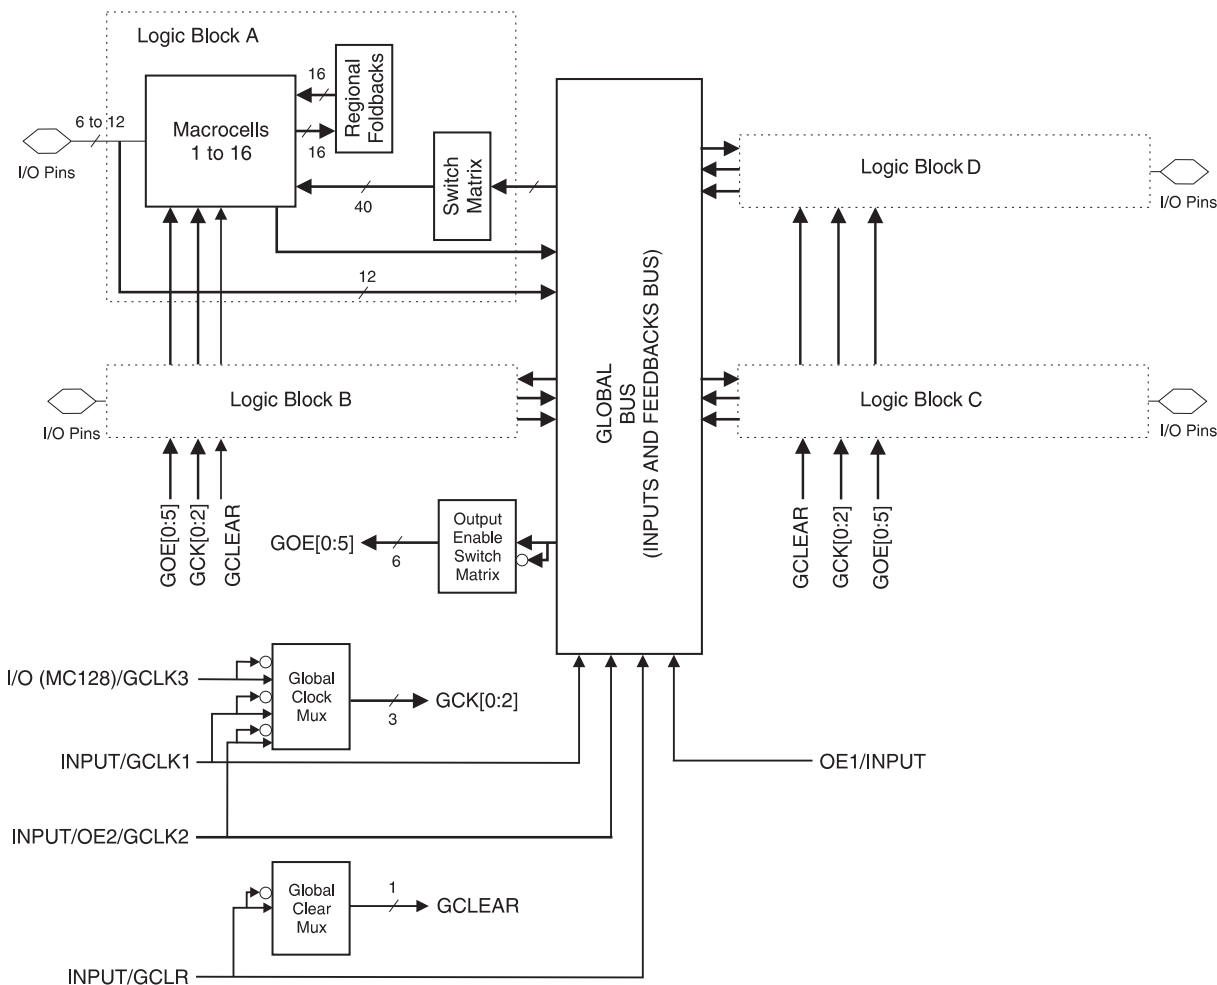 Logic Block A
16
Regional
Foldbacks
6 to 12
Macrocells
1 to 16
16
I/O Pins
Switch
Matrix
40
12
Logic Block D
I/O Pins
GLOBAL
BUS
(INPUTS AND FEEDBACKS BUS)
Logic Block B
I/O Pins
Logic Block C
I/O Pins
GOE[0:5]
GCK[0:2]
GCLEAR
GOE[0:5]
6
Output
Enable
Switch
Matrix
GCLEAR
GCK[0:2]
GOE[0:5]
I/O (MC128)/GCLK3
Global
Clock
Mux
3
GCK[0:2]
INPUT/GCLK1
OE1/INPUT
INPUT/OE2/GCLK2
Global
Clear
Mux
1
GCLEAR
INPUT/GCLR